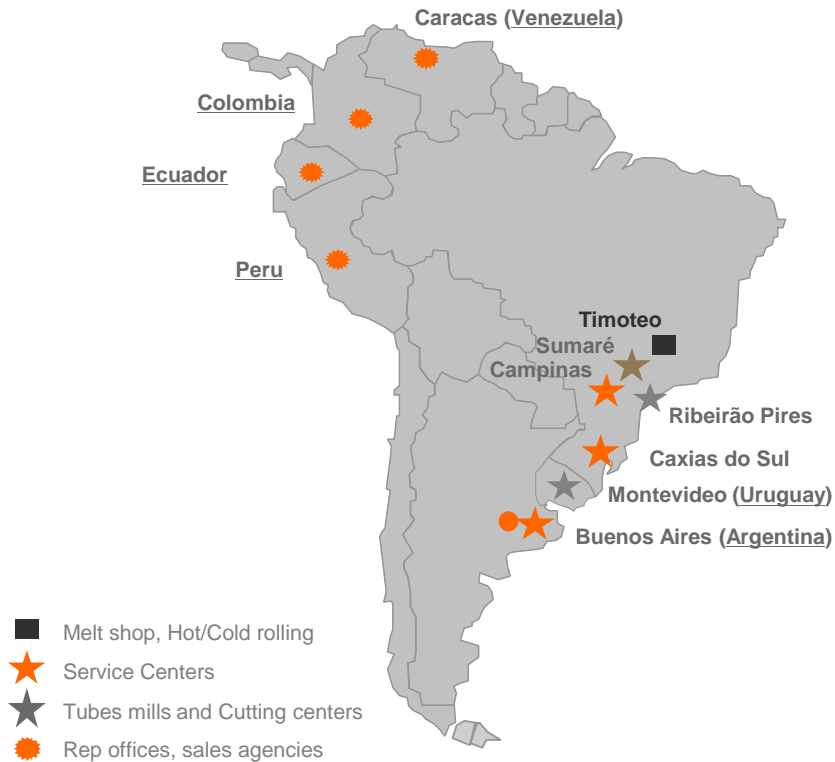 Caracas (Venezuela)
Colombia
Ecuador
Peru
Timoteo
Sumaré
Campinas
Ribeirão Pires
Caxias do Sul
Montevideo (Uruguay)
Buenos Aires (Argentina)
Melt shop, Hot/Cold rolling
Service Centers
Tubes mills and Cutting centers
Rep offices, sales agencies